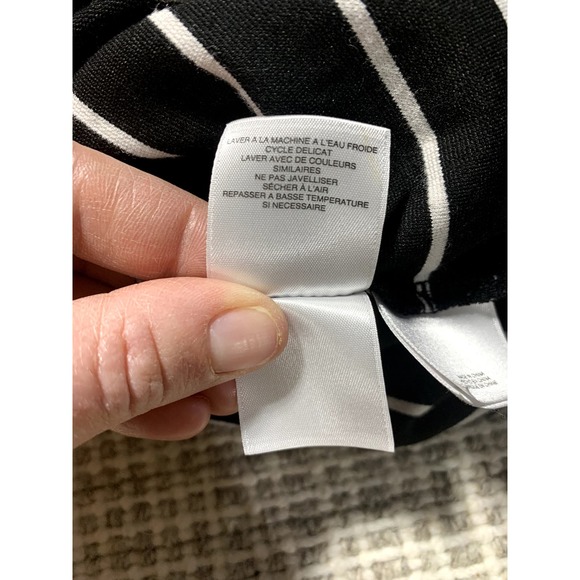 LAVER A LA MACHINE A L'EAU FROIDE
CYCLE DELICAT
LAVER AVEC DE COULEURS
SIMILAIRES
NE PAS JAVELLISER
SÉCHER À L'AIR
REPASSER A BASSE TEMPERATURE
SI NECESSAIRE